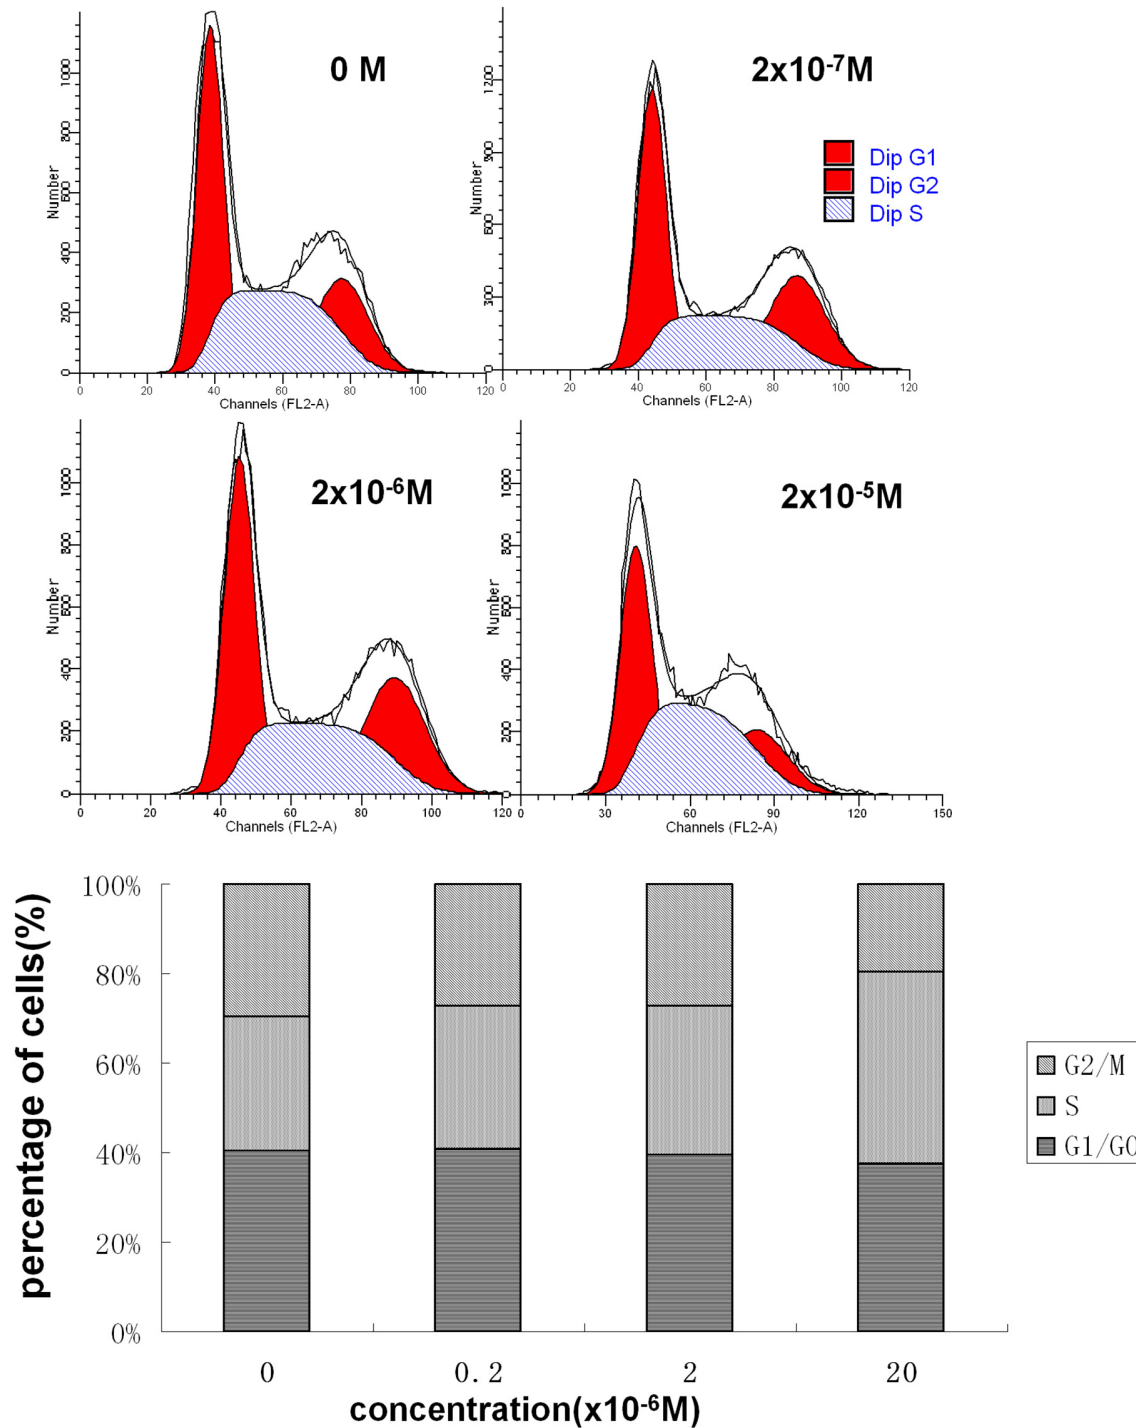 0 M
1000
800
600
400
200
0
Number
0 20 40 60 80 100 120
Channels (FL2-A)
2x10⁻⁷M
1200
900
600
300
0
Number
Dip G1
Dip G2
Dip S
0 20 40 60 80 100 120
Channels (FL2-A)
2x10⁻⁶M
1000
800
600
400
200
0
Number
0 20 40 60 80 100 120
Channels (FL2-A)
2x10⁻⁵M
1000
800
600
400
200
0
Number
0 30 60 90 120 150
Channels (FL2-A)
percentage of cells(%)
100%
80%
60%
40%
20%
0%
G2/M
S
G1/G0
0 0.2 2 20
concentration(x10⁻⁶M)